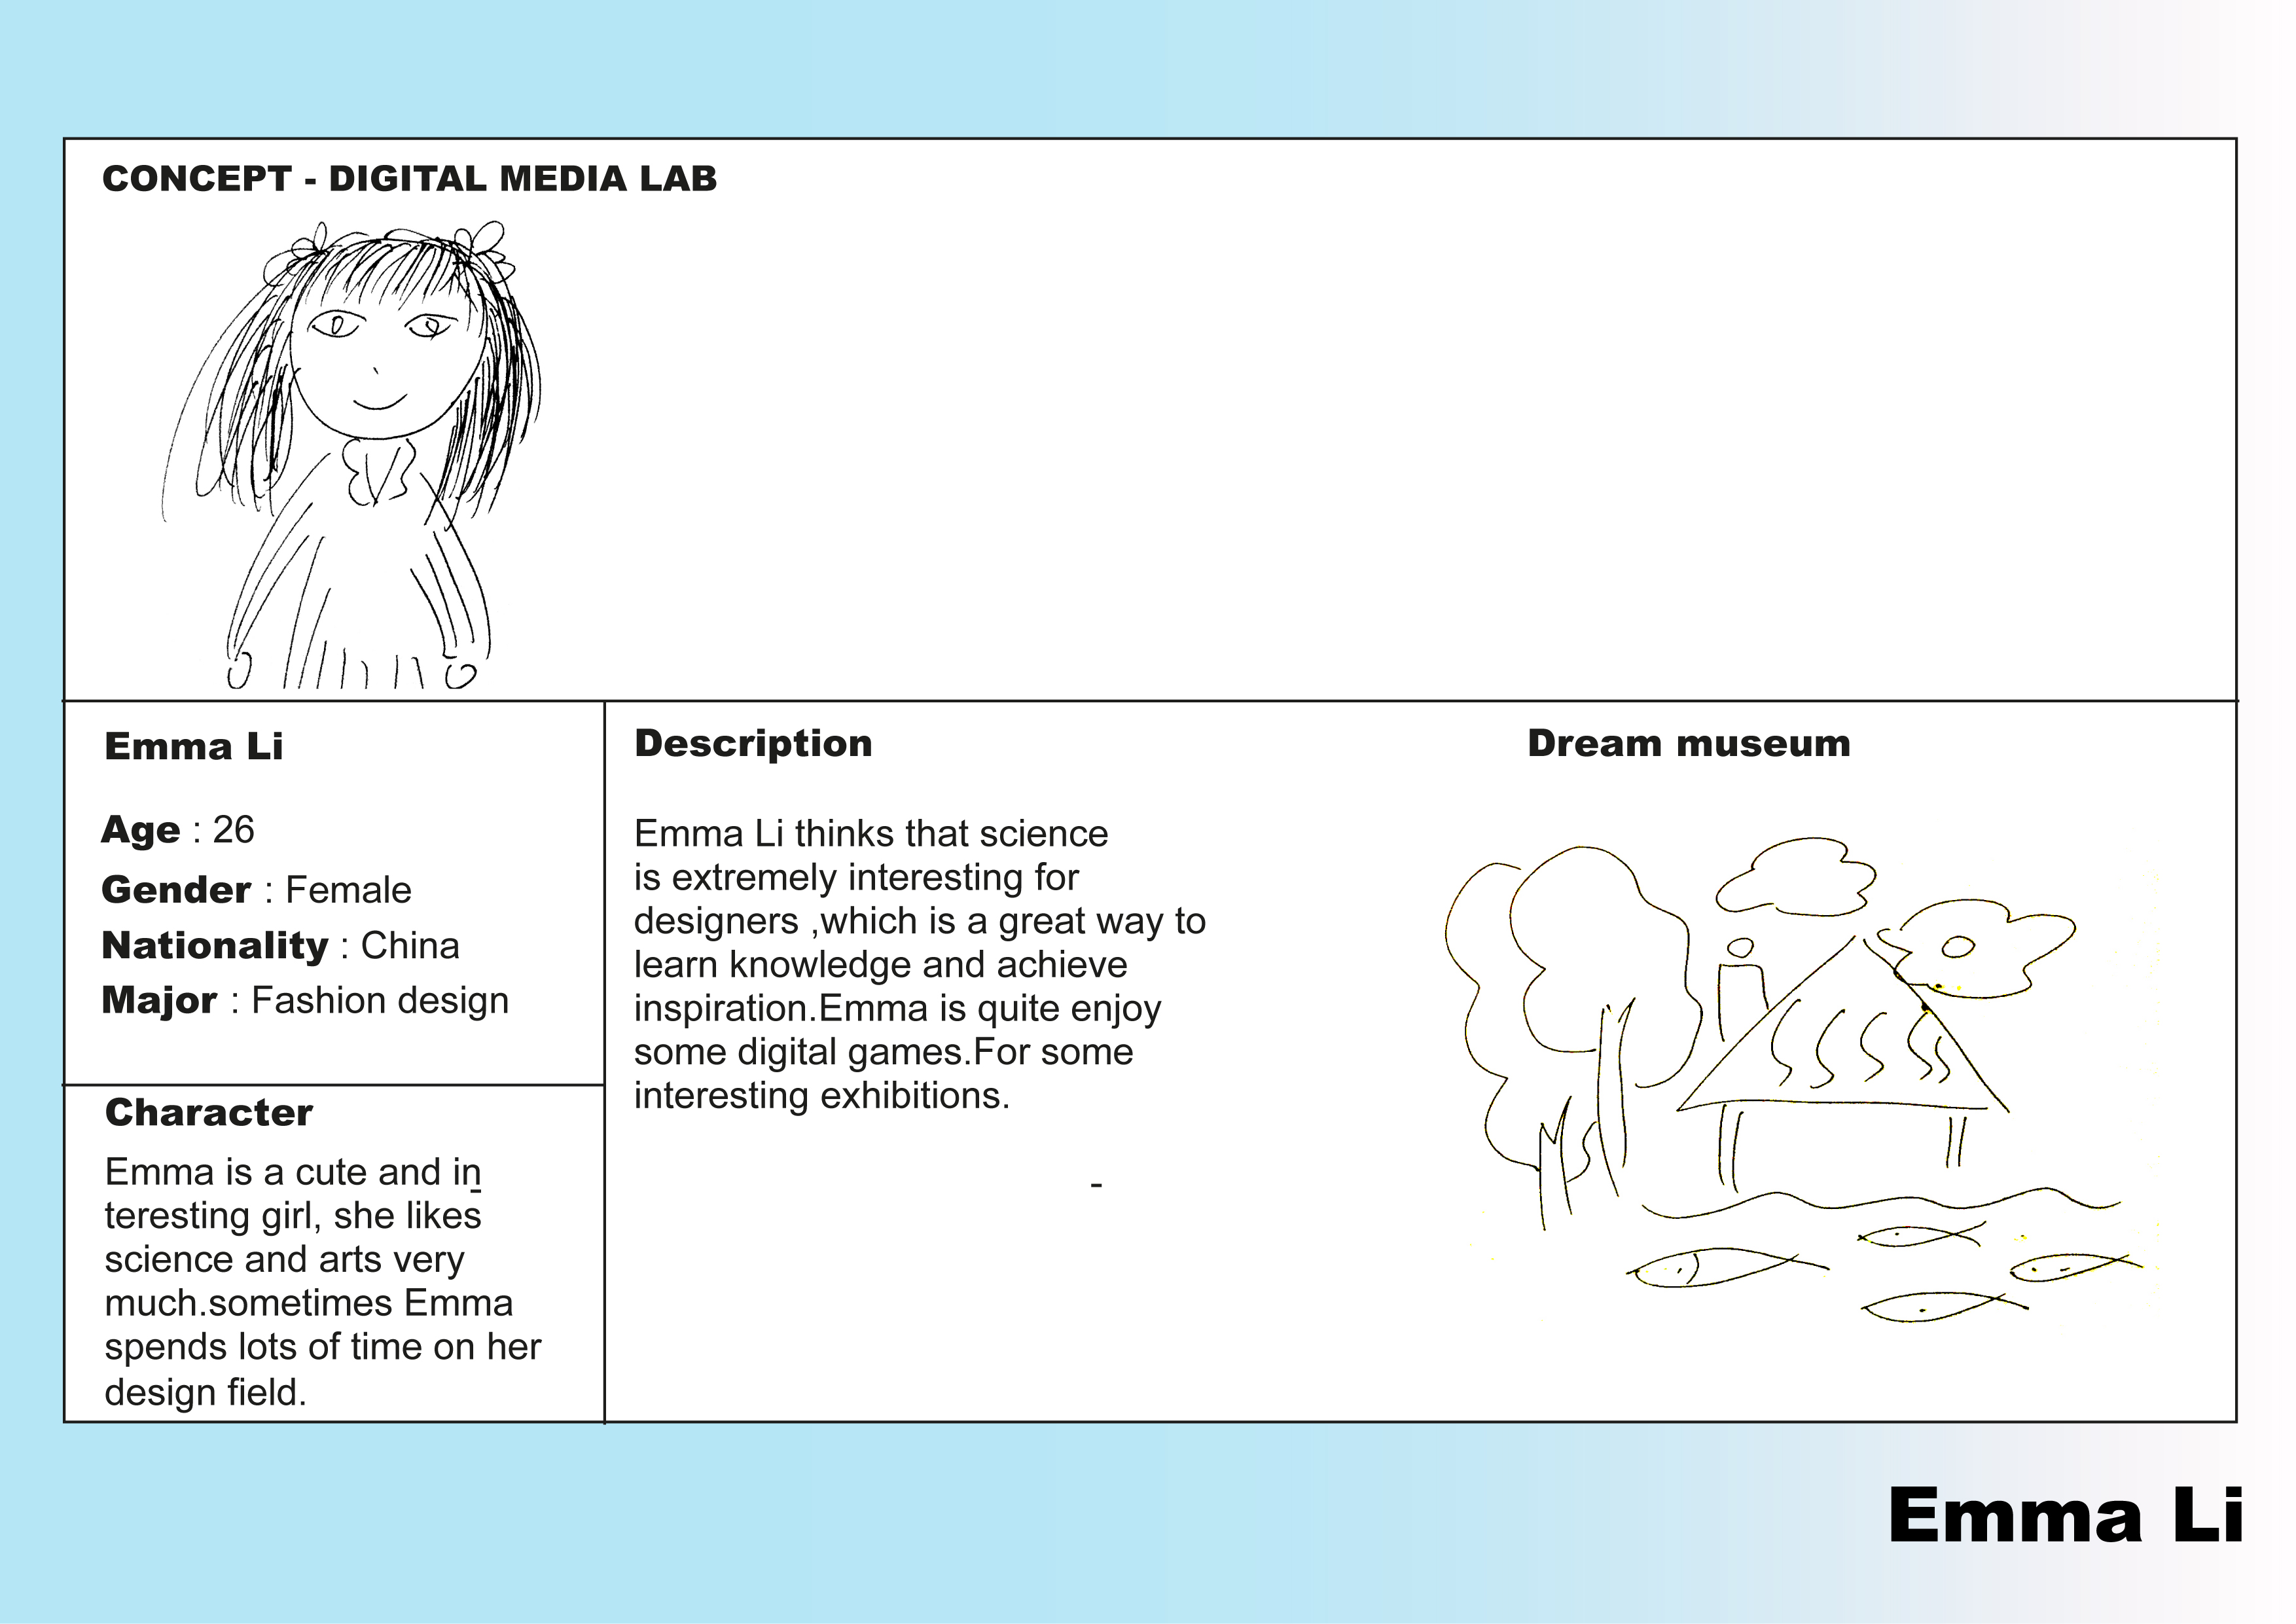 CONCEPT - DIGITAL MEDIA LAB
Emma Li
Age : 26
Gender : Female
Nationality : China
Major : Fashion design
Character
Emma is a cute and in
-
teresting girl, she likes
science and arts very
much.sometimes Emma
spends lots of time on her
design field.
Description
Emma Li thinks that science
is extremely interesting for
designers ,which is a great way to
learn knowledge and achieve
inspiration.Emma is quite enjoy
some digital games.For some
interesting exhibitions.
-
Dream museum
Emma Li